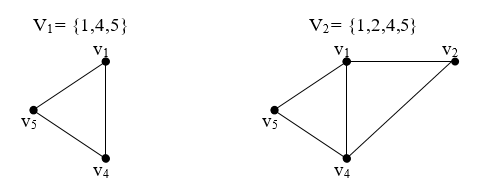 V₁= {1,4,5}
v₁
v₅
v₄
V₂= {1,2,4,5}
v₁
v₂
v₅
v₄